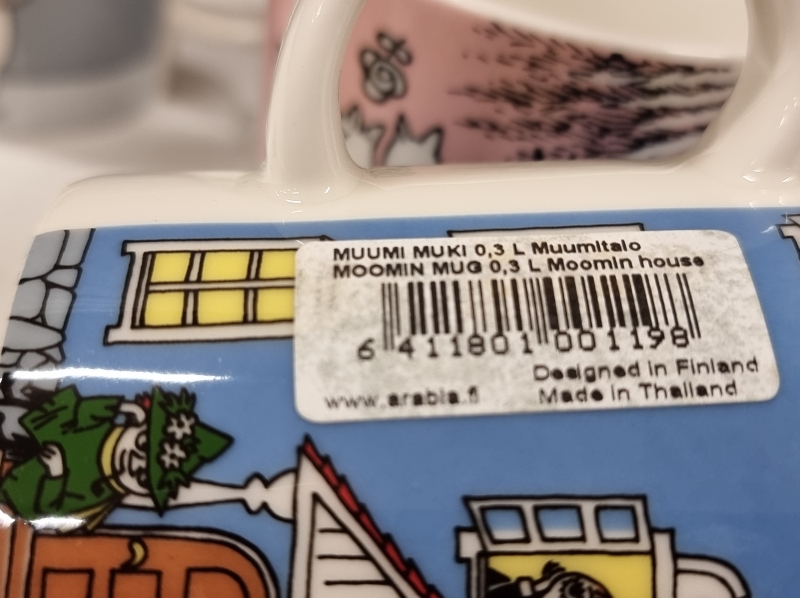 MUUMI MUKI 0,3 L Muumitalo
MOOMIN MUG 0,3 L Moomin house
6 411801 001198
Designed in Finland
www.arabia.fi Made in Thailand